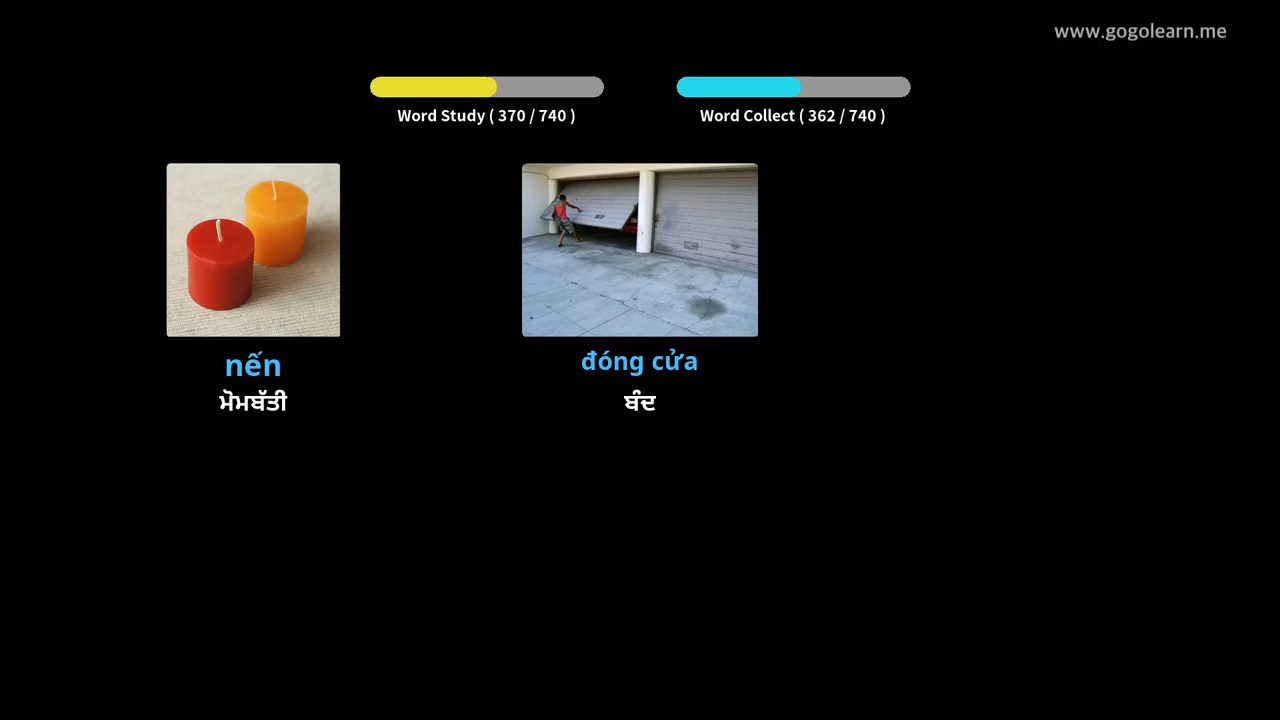 www.gogolearn.me
Word Study ( 370 / 740 )
Word Collect ( 362 / 740 )
nến
ਮੋਮਬੱਤੀ
đóng cửa
ਬੰਦ